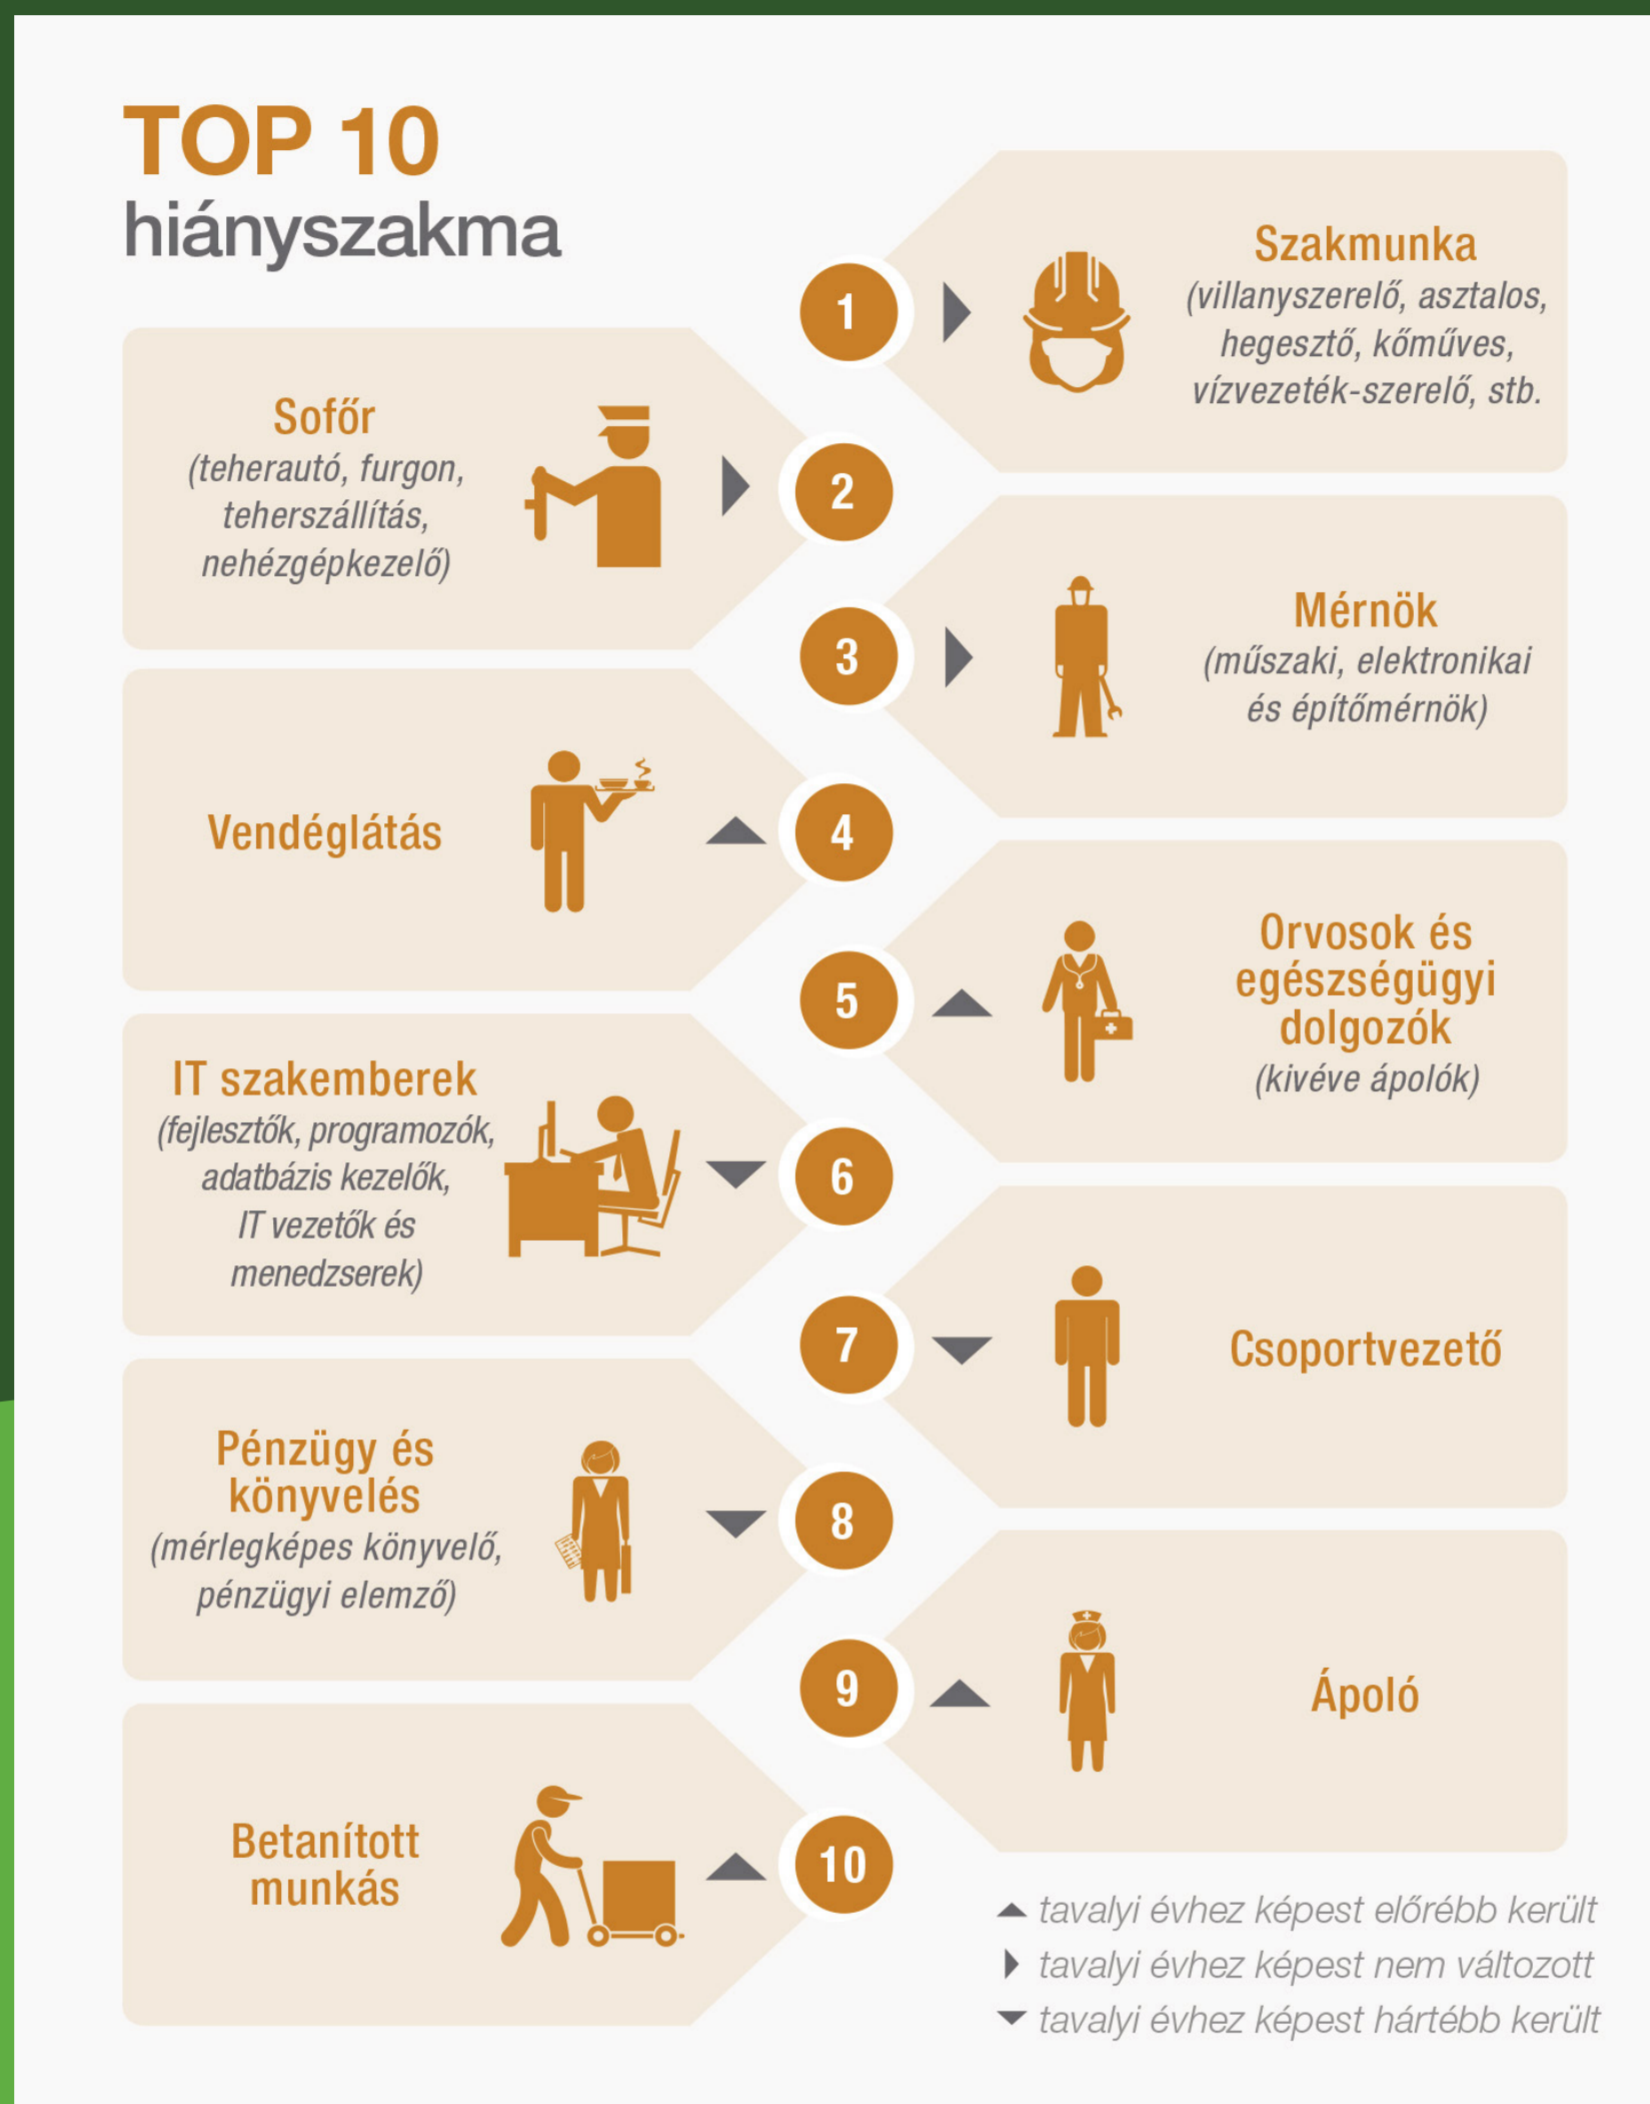 TOP 10
hiányszakma
1
Szakmunka
(villanyszerelő, asztalos,
hegesztő, kőműves,
vízvezeték-szerelő, stb.
Sofőr
(teherautó, furgon,
teherszállítás,
nehézgépkezelő)
2
3
Mérnök
(műszaki, elektronikai
és építőmérnök)
Vendéglátás
4
5
Orvosok és
egészségügyi
dolgozók
(kivéve ápolók)
IT szakemberek
(fejlesztők, programozók,
adatbázis kezelők,
IT vezetők és
menedzserek)
6
7
Csoportvezető
Pénzügy és
könyvelés
(mérlegképes könyvelő,
pénzügyi elemző)
8
9
Ápoló
Betanított
munkás
10
tavalyi évhez képest előrébb került
tavalyi évhez képest nem változott
tavalyi évhez képest hártébb került